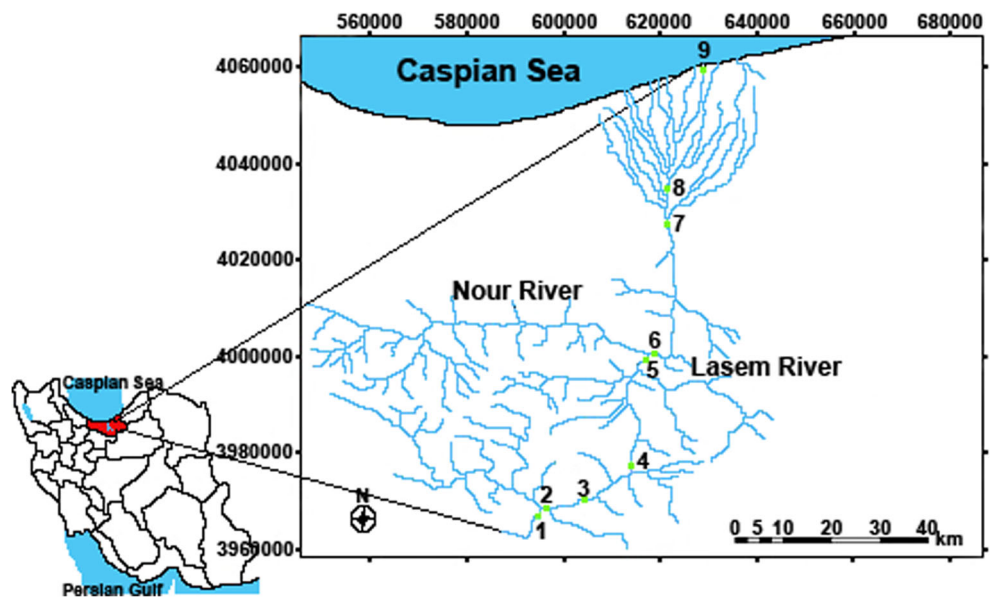 560000 580000 600000 620000 640000 660000 680000
4060000
4040000
4020000
4000000
3980000
3960000
Caspian Sea
9
8
7
Nour River
6
5
Lasem River
4
3
2
1
N
0 5 10 20 30 40
km
Caspian Sea
Persian Gulf